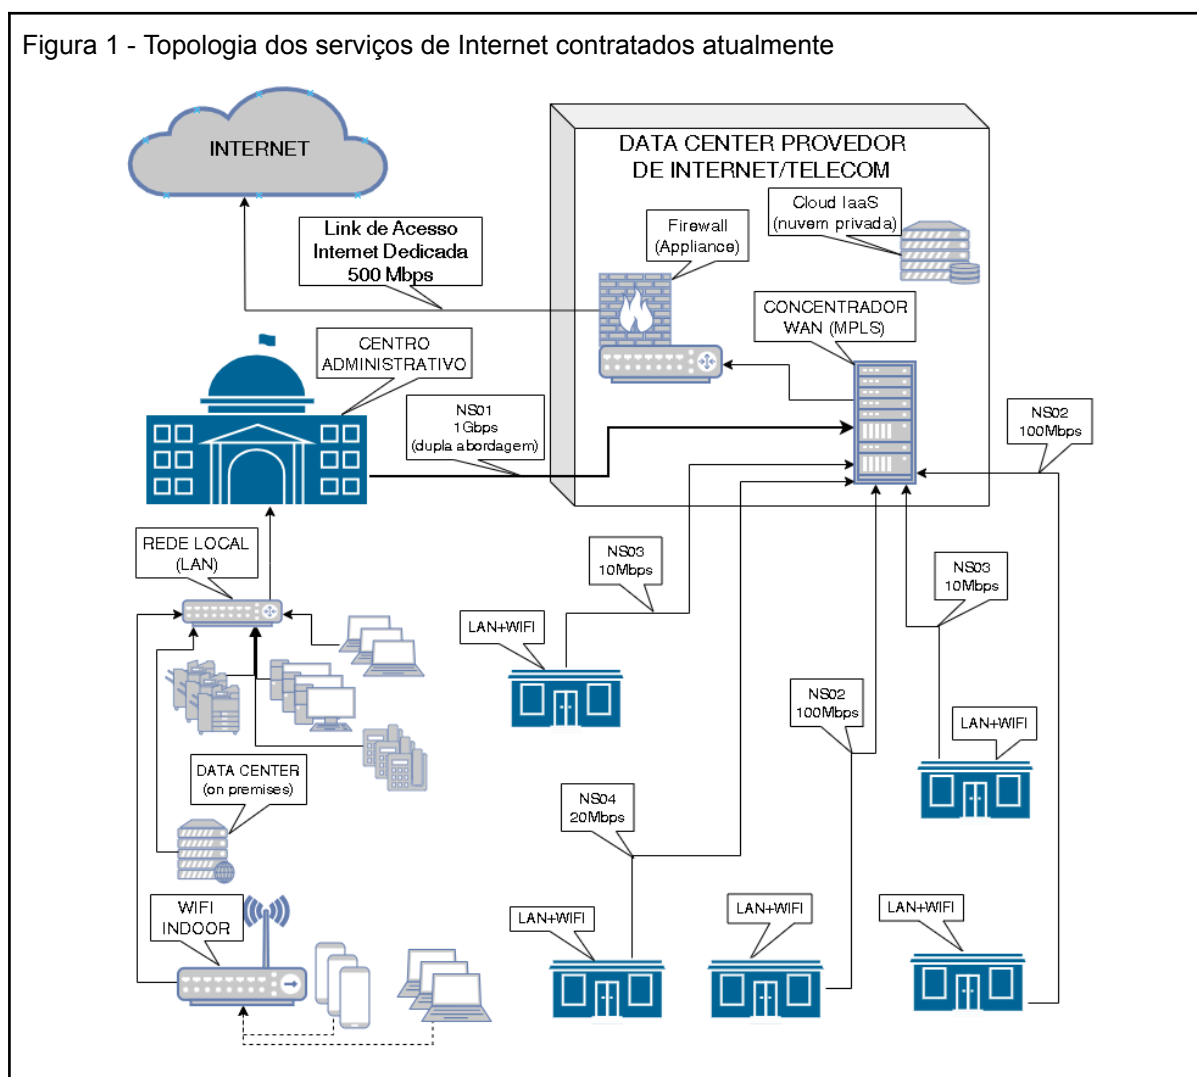 Figura 1 - Topologia dos serviços de Internet contratados atualmente
INTERNET
DATA CENTER PROVEDOR
DE INTERNET/TELECOM
Cloud IaaS
(nuvem privada)
Firewall
(Appliance)
Link de Acesso
Internet Dedicada
500 Mbps
CONCENTRADOR
WAN (MPLS)
CENTRO
ADMINISTRATIVO
NS01
1Gbps
(dupla abordagem)
NS02
100Mbps
REDE LOCAL
(LAN)
NS03
10Mbps
NS03
10Mbps
LAN+WIFI
NS02
100Mbps
LAN+WIFI
DATA CENTER
(on premises)
NS04
20Mbps
WIFI
INDOOR
LAN+WIFI
LAN+WIFI
LAN+WIFI